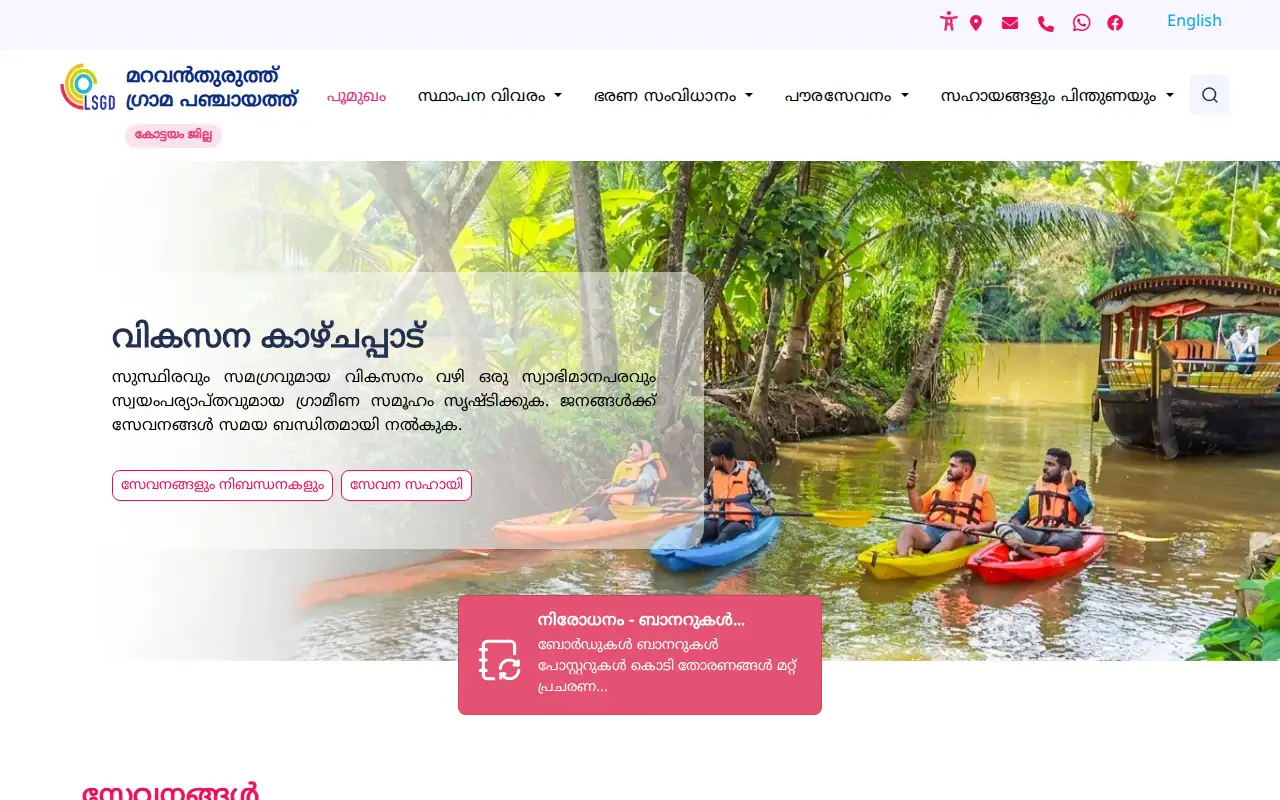 English
മറവൻതുരുത്ത്
ഗ്രാമ പഞ്ചായത്ത്
LSGD
കോട്ടയം ജില്ല
പൂമുഖം
സ്ഥാപന വിവരം
ഭരണ സംവിധാനം
പൗരസേവനം
സഹായങ്ങളും പിന്തുണയും
വികസന കാഴ്ചപ്പാട്
സുസ്ഥിരവും സമഗ്രവുമായ വികസനം വഴി ഒരു സ്വാഭിമാനപരവും
സ്വയംപര്യാപ്തവുമായ ഗ്രാമീണ സമൂഹം സൃഷ്ടിക്കുക. ജനങ്ങൾക്ക്
സേവനങ്ങൾ സമയ ബന്ധിതമായി നൽകുക.
സേവനങ്ങളും നിബന്ധനകളും
സേവന സഹായി
നിരോധനം - ബാനറുകൾ...
ബോർഡുകൾ ബാനറുകൾ
പോസ്റ്ററുകൾ കൊടി തോരണങ്ങൾ മറ്റ്
പ്രചരണ...
സേവനങ്ങൾ